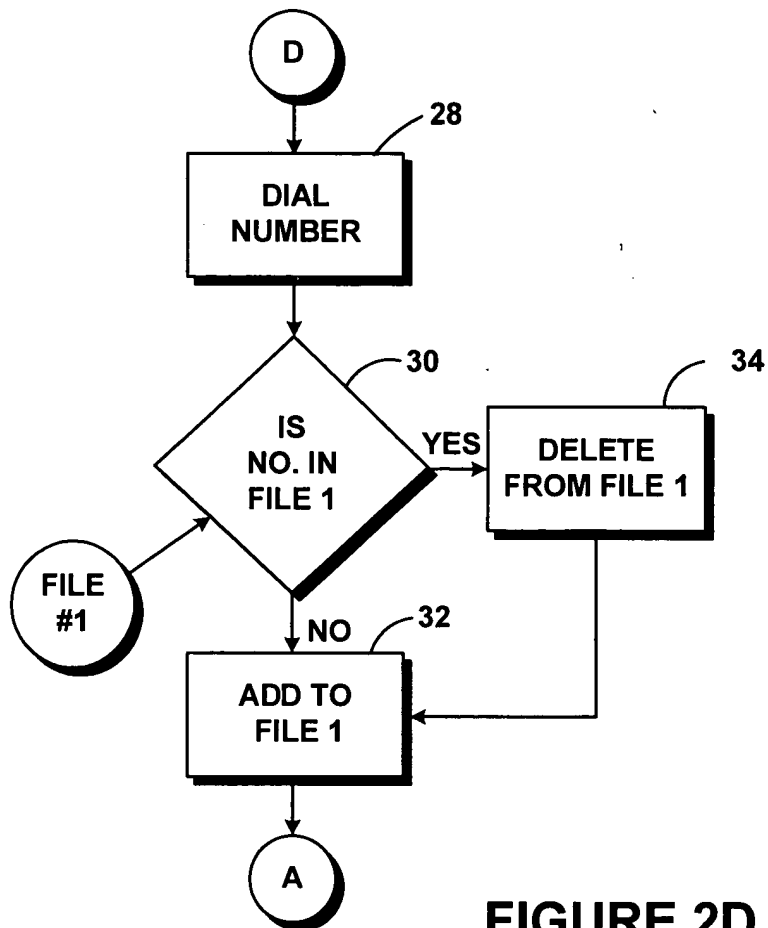 D
28
DIAL
NUMBER
30
IS
NO. IN
FILE 1
YES
34
DELETE
FROM FILE 1
FILE
#1
NO
32
ADD TO
FILE 1
A
FIGURE 2D